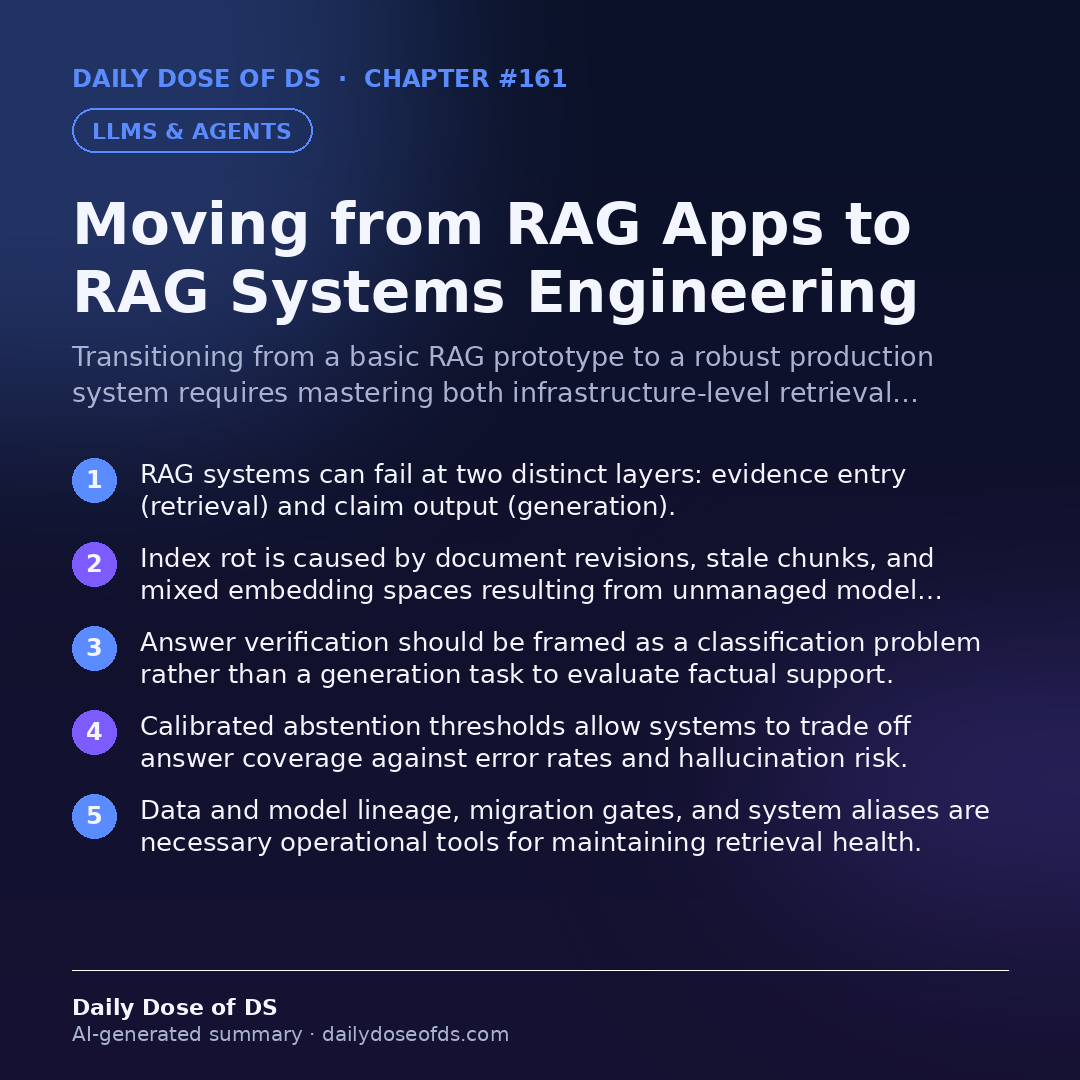 DAILY DOSE OF DS · CHAPTER #161
LLMS & AGENTS
Moving from RAG Apps to
RAG Systems Engineering
Transitioning from a basic RAG prototype to a robust production
system requires mastering both infrastructure-level retrieval…
1 RAG systems can fail at two distinct layers: evidence entry
(retrieval) and claim output (generation).
2 Index rot is caused by document revisions, stale chunks, and
mixed embedding spaces resulting from unmanaged model…
3 Answer verification should be framed as a classification problem
rather than a generation task to evaluate factual support.
4 Calibrated abstention thresholds allow systems to trade off
answer coverage against error rates and hallucination risk.
5 Data and model lineage, migration gates, and system aliases are
necessary operational tools for maintaining retrieval health.
Daily Dose of DS
AI-generated summary · dailydoseofds.com